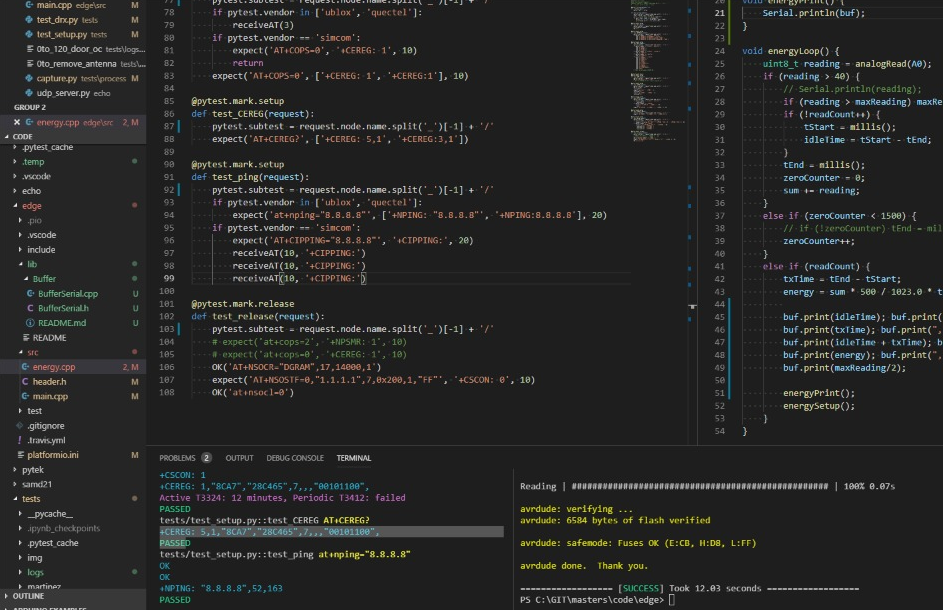 main.cpp edge\src M
test_drx.py tests M
test_setup.py tests M
0to_120_door_oc tests\logs...
0to_remove_antenna tests\...
capture.py tests\process M
udp_server.py echo
GROUP 2
energy.cpp edge\src 2, M
CODE
.pytest_cache
.temp
.vscode
echo
edge
.pio
.vscode
include
lib
Buffer
BufferSerial.cpp U
BufferSerial.h U
README.md U
README
src
energy.cpp 2, M
header.h M
main.cpp M
test
.gitignore
.travis.yml
platformio.ini M
pytek
samd21
tests
__pycache__
.ipynb_checkpoints
.pytest_cache
img
logs
martinez
OUTLINE
ARDUINO EXAMPLES
77 pytest.subtest = request.node.name.split('_')[-1] + '/'
78 if pytest.vendor in ['ublox', 'quectel']:
79 receiveAT(3)
80 if pytest.vendor == 'simcom':
81 expect('AT+COPS=0', '+CEREG: 1', 10)
82 return
83 expect('AT+COPS=0', ['+CEREG: 1', '+CEREG:1'], 10)
84
85 @pytest.mark.setup
86 def test_CEREG(request):
87 pytest.subtest = request.node.name.split('_')[-1] + '/'
88 expect('AT+CEREG?', ['+CEREG: 5,1', '+CEREG:3,1'])
89
90 @pytest.mark.setup
91 def test_ping(request):
92 pytest.subtest = request.node.name.split('_')[-1] + '/'
93 if pytest.vendor in ['ublox', 'quectel']:
94 expect('at+nping="8.8.8.8"', ['+NPING: "8.8.8.8"', '+NPING:8.8.8.8'], 20)
95 if pytest.vendor == 'simcom':
96 expect('AT+CIPPING="8.8.8.8"', '+CIPPING:', 20)
97 receiveAT(10, '+CIPPING:')
98 receiveAT(10, '+CIPPING:')
99 receiveAT(10, '+CIPPING:')
100
101 @pytest.mark.release
102 def test_release(request):
103 pytest.subtest = request.node.name.split('_')[-1] + '/'
104 # expect('at+cops=2', '+NPSMR: 1', 10)
105 # expect('at+cops=0', '+CEREG: 1', 10)
106 OK('AT+NSOCR="DGRAM",17,14000,1')
107 expect('AT+NSOSTF=0,"1.1.1.1",7,0x200,1,"FF"', '+CSCON: 0', 10)
108 OK('at+nsocl=0')
20 void energyPrint() {
21 Serial.println(buf);
22 }
23
24 void energyLoop() {
25 uint8_t reading = analogRead(A0);
26 if (reading > 40) {
27 // Serial.println(reading);
28 if (reading > maxReading) maxRe
29 if (!readCount++) {
30 tStart = millis();
31 idleTime = tStart - tEnd;
32 }
33 tEnd = millis();
34 zeroCounter = 0;
35 sum += reading;
36 }
37 else if (zeroCounter < 1500) {
38 // if (!zeroCounter) tEnd = mil
39 zeroCounter++;
40 }
41 else if (readCount) {
42 txTime = tEnd - tStart;
43 energy = sum * 500 / 1023.0 * t
44
45 buf.print(idleTime); buf.print(
46 buf.print(txTime); buf.print(",
47 buf.print(idleTime + txTime); b
48 buf.print(energy); buf.print(",
49 buf.print(maxReading/2);
50
51 energyPrint();
52 energySetup();
53 }
54 }
PROBLEMS 2 OUTPUT DEBUG CONSOLE TERMINAL
+CSCON: 1
+CEREG: 1,"8CA7","28C465",7,,,"00101100",
Active T3324: 12 minutes, Periodic T3412: failed
PASSED
tests/test_setup.py::test_CEREG AT+CEREG?
+CEREG: 5,1,"8CA7","28C465",7,,,"00101100",
PASSED
tests/test_setup.py::test_ping at+nping="8.8.8.8"
OK
OK
+NPING: "8.8.8.8",52,163
PASSED
Reading | ################################################## | 100% 0.07s
avrdude: verifying ...
avrdude: 6584 bytes of flash verified
avrdude: safemode: Fuses OK (E:CB, H:D8, L:FF)
avrdude done. Thank you.
================== [SUCCESS] Took 12.03 seconds ==================
PS C:\GIT\masters\code\edge>